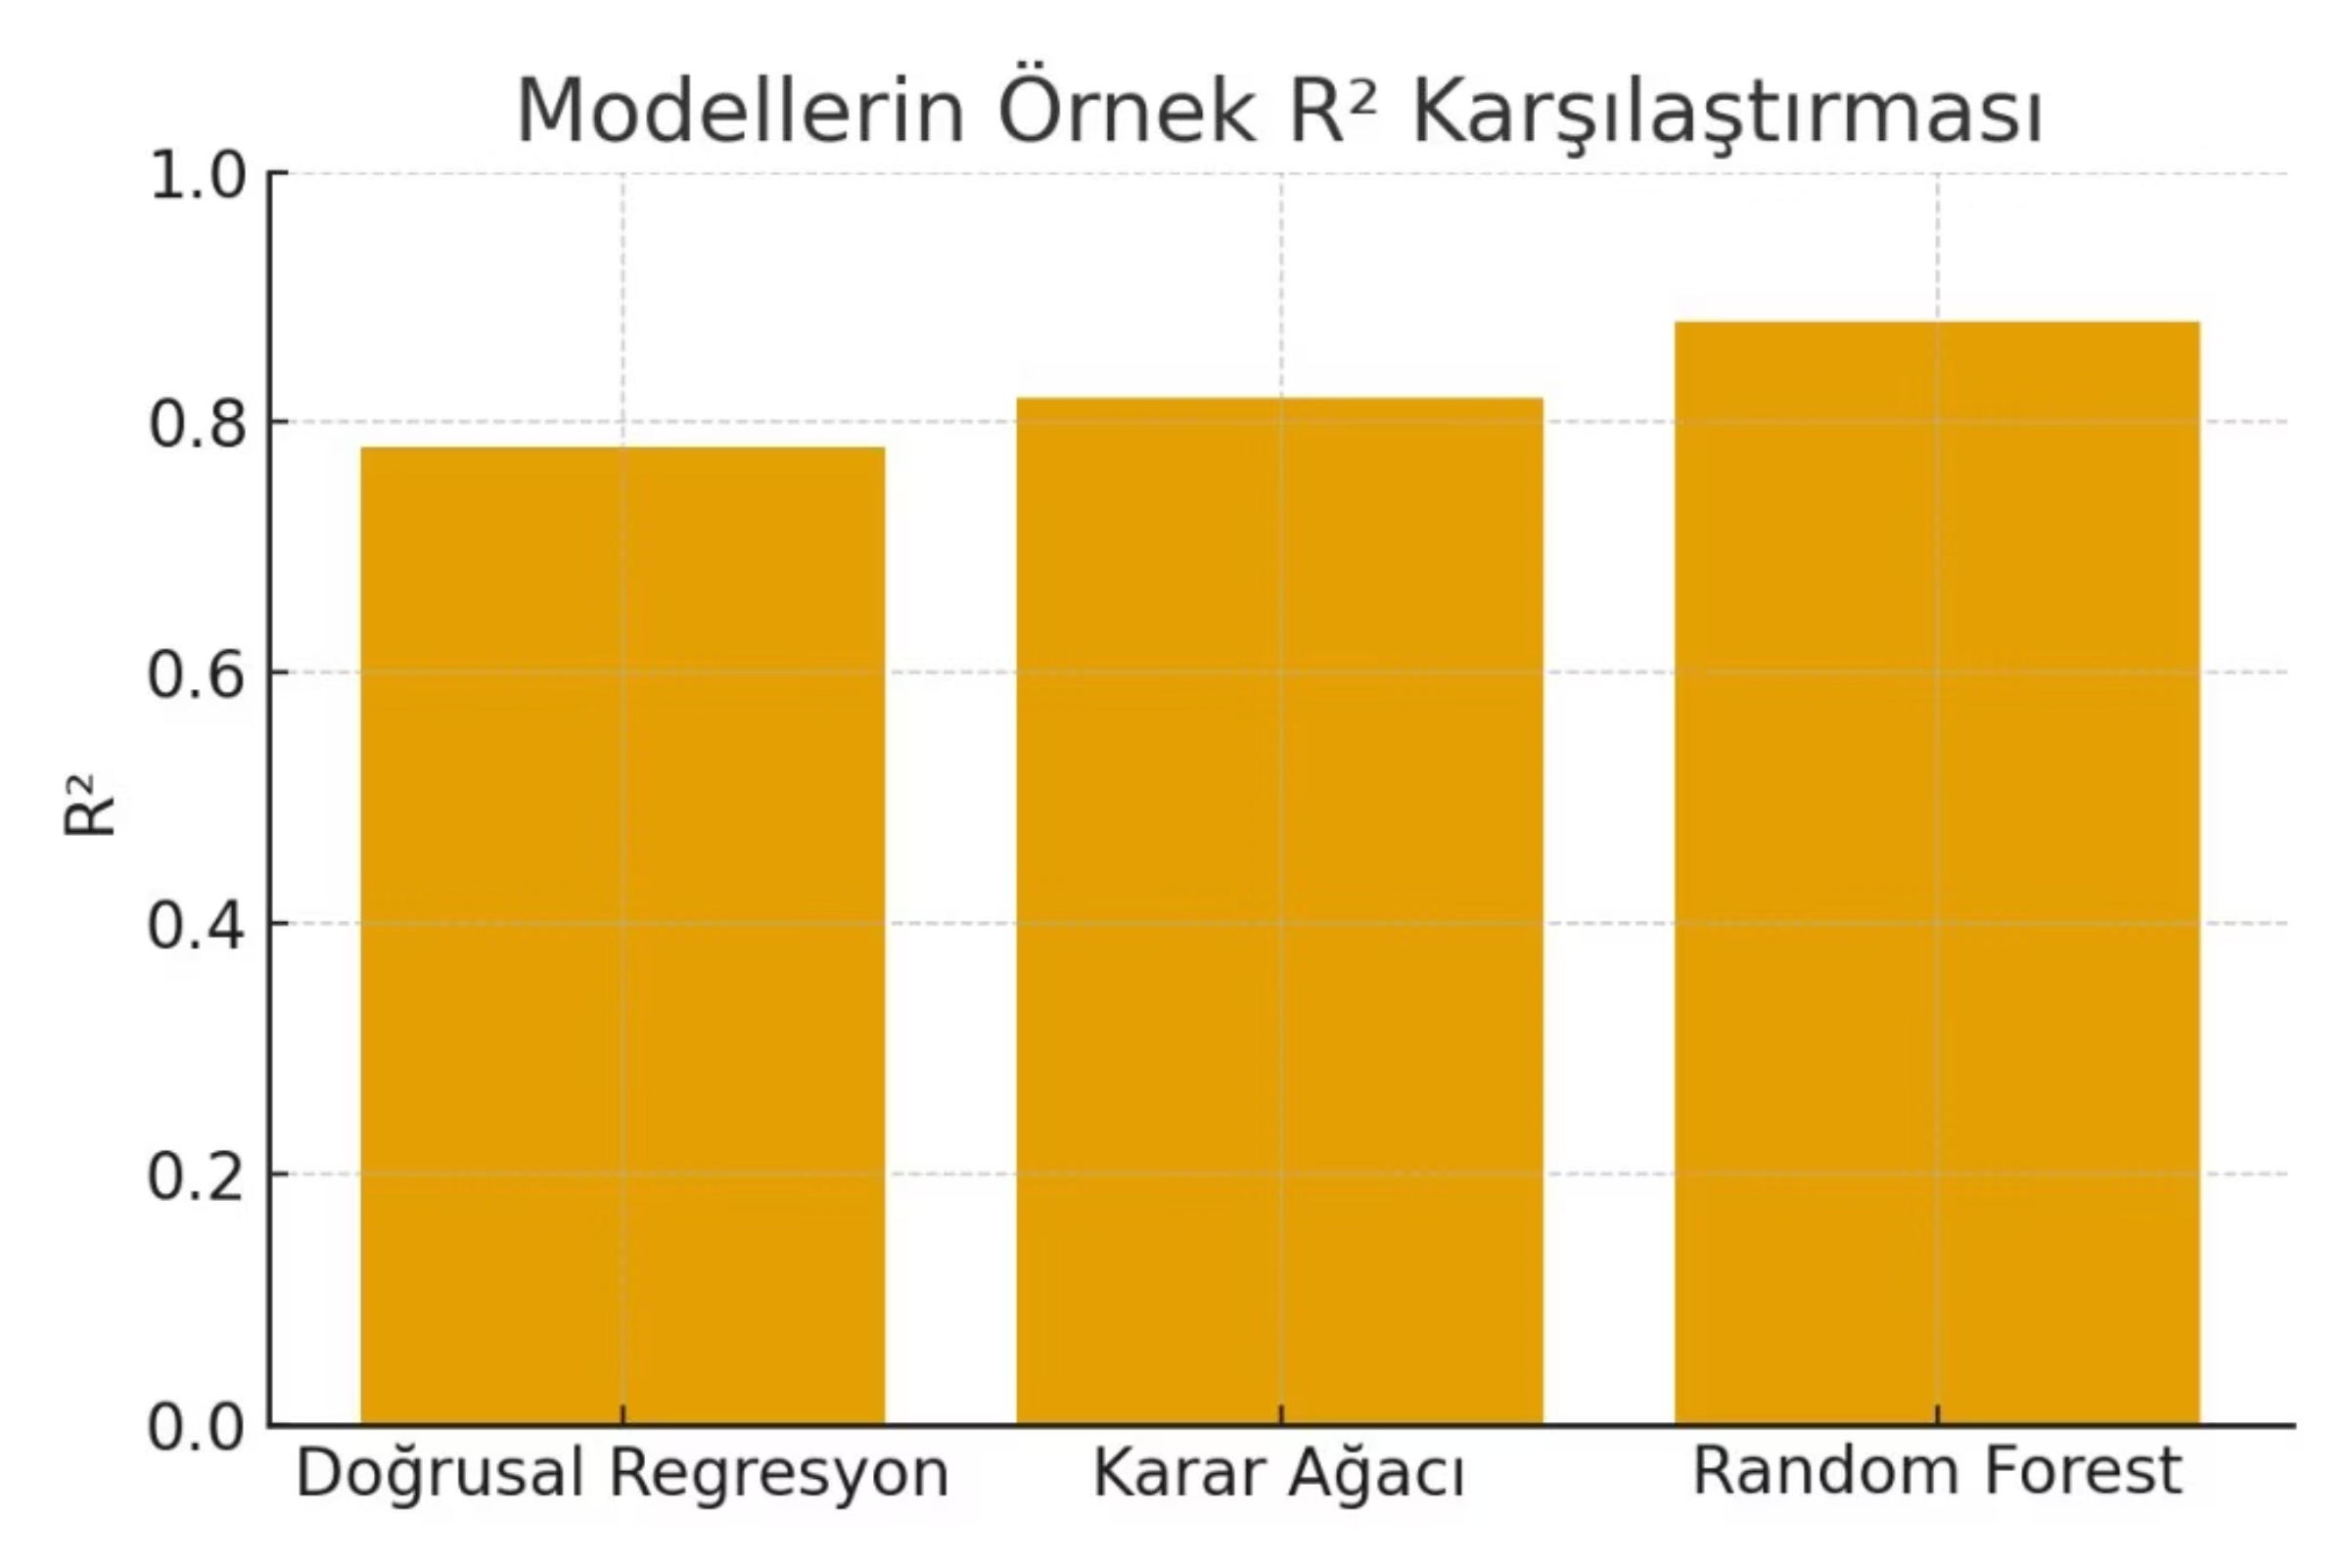 Modellerin Örnek R² Karşılaştırması
1.0
0.8
0.6
0.4
0.2
0.0
R²
Doğrusal Regresyon
Karar Ağacı
Random Forest